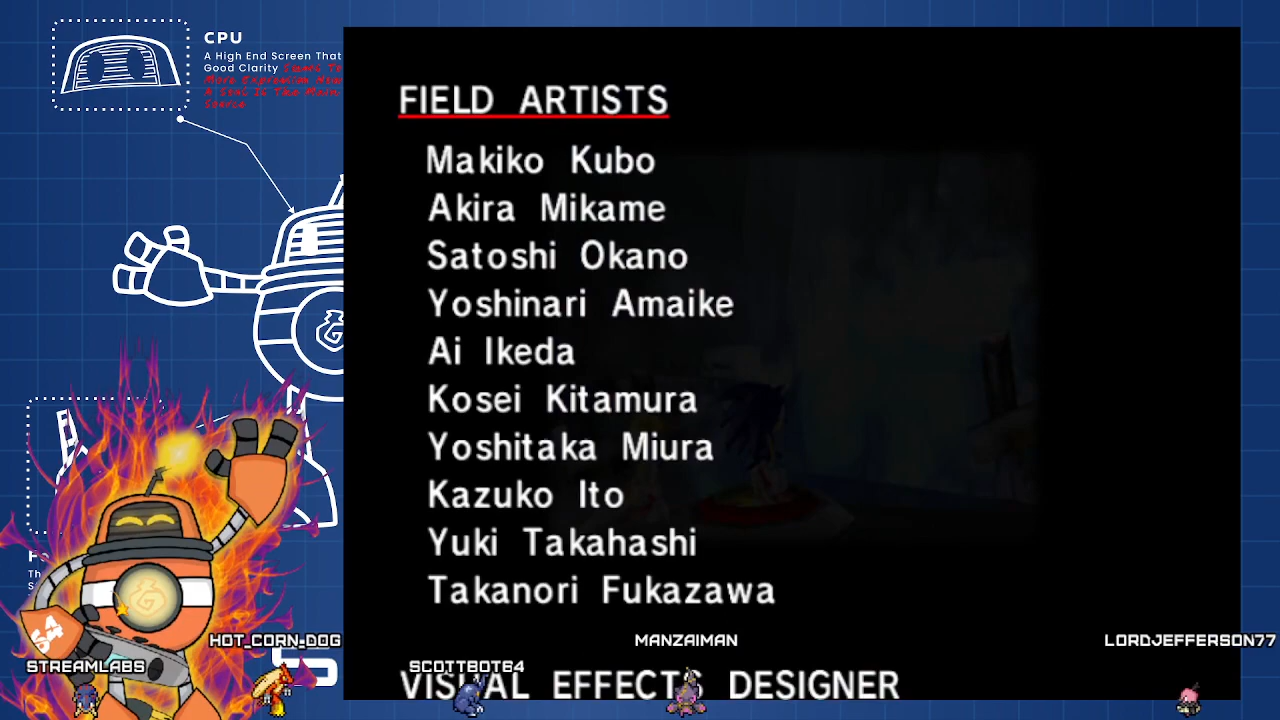 CPU
A High End Screen That
Good Clarity
FIELD ARTISTS
Makiko Kubo
Akira Mikame
Satoshi Okano
Yoshinari Amaike
Ai Ikeda
Kosei Kitamura
Yoshitaka Miura
Kazuko Ito
Yuki Takahashi
Takanori Fukazawa
64
HOT_CORN_DOG
MANZAIMAN
LORDJEFFERSON77
STREAMLABS
SCOTTBOT64
VISUAL EFFECTS DESIGNER